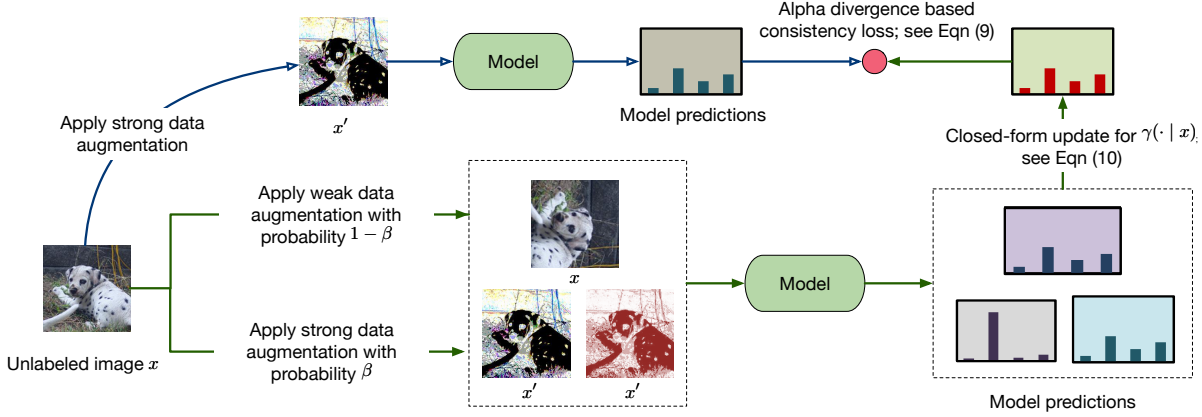 Alpha divergence based
consistency loss; see Eqn (9)
Model
x′
Model predictions
Apply strong data
augmentation
Closed-form update for γ(· | x),
see Eqn (10)
Apply weak data
augmentation with
probability 1 − β
x
Model
Unlabeled image x
Apply strong data
augmentation with
probability β
x′
x′
Model predictions